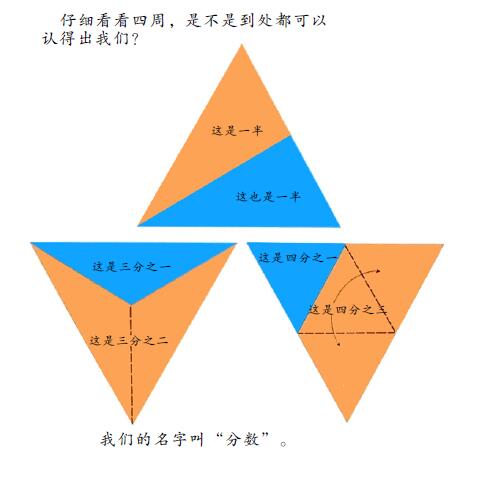 仔细看看四周，是不是到处都可以
认得出我们？
这是一半
这也是一半
这是三分之一
这是三分之二
这是四分之一
这是四分之三
我们的名字叫“分数”。